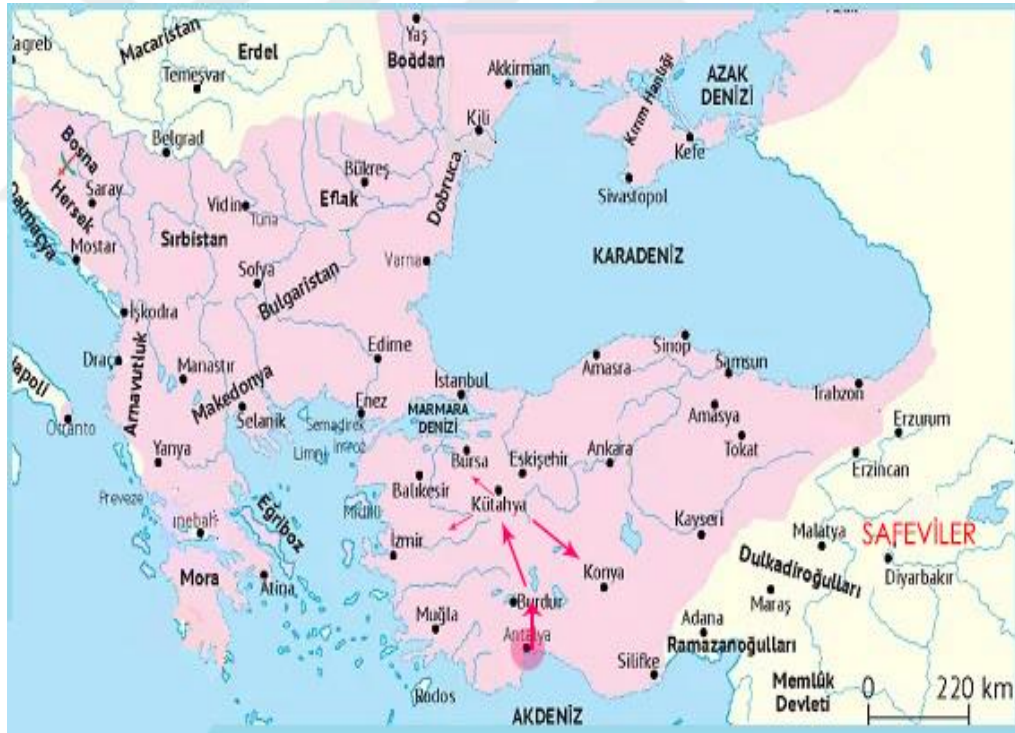 Yaş
Zagreb
Macaristan
Erdel
Boğdan
Temeşvar
Akkirman
AZAK
DENİZİ
Kırım Hanlığı
Kili
Belgrad
Kefe
Bosna
Bükreş
Saray
Eflak
Dobruca
Sivastopol
Hersek
Vidin
Tuna
Dalmaçya
Sırbistan
Mostar
Varna
KARADENİZ
Sofya
Bulgaristan
İşkodra
Sinop
Draç
Arnavutluk
Manastır
Makedonya
Edirne
Amasra
Samsun
İstanbul
Trabzon
Napoli
Otranto
Selanik
Enez
MARMARA
DENİZİ
Semadirek
Amasya
Erzurum
Yanya
Bursa
Eskişehir
Ankara
Tokat
Erzincan
Balıkesir
Preveze
Kütahya
Eğriboz
Kayseri
Malatya
SAFEVİLER
İzmir
Diyarbakır
Mora
Atina
Konya
Dulkadiroğulları
Burdur
Maraş
Muğla
Adana
Antalya
Ramazanoğulları
Silifke
Rodos
Memlûk
Devleti
0 220 km
AKDENİZ